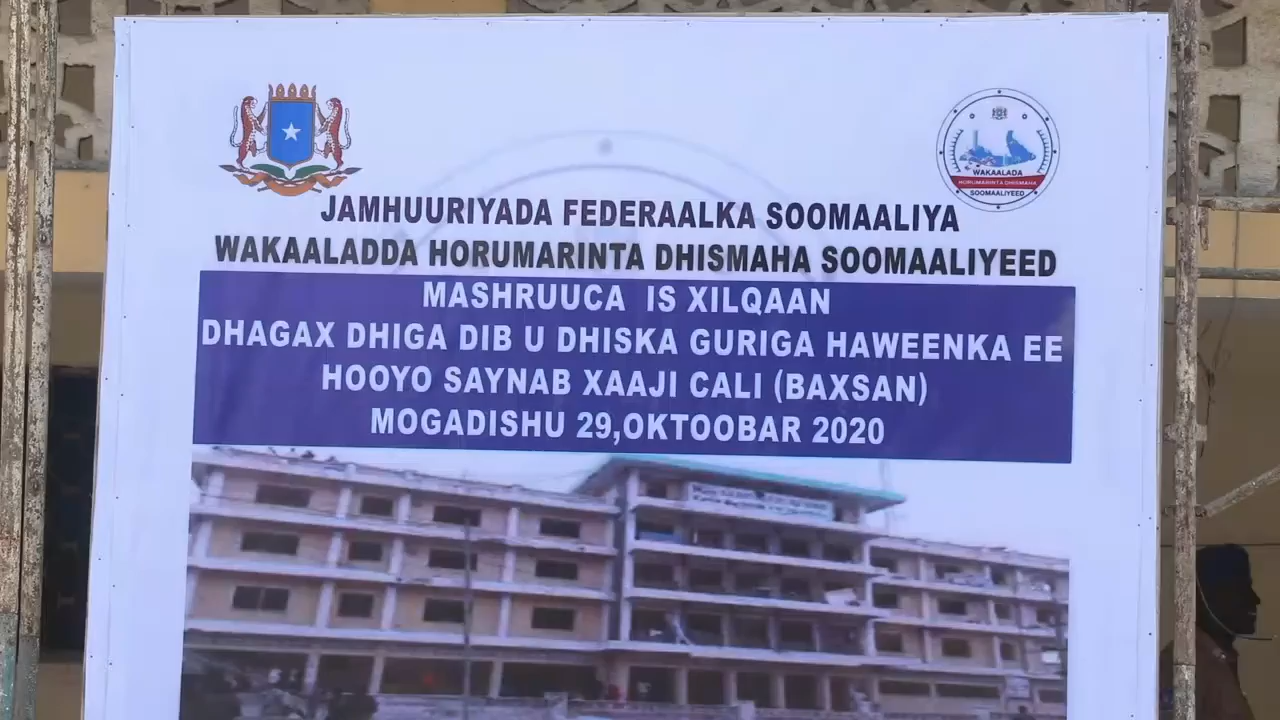 WAKAALADA
HORUMARINTA DHISMAHA
SOOMAALIYEED
JAMHUURIYADA FEDERAALKA SOOMAALIYA
WAKAALADDA HORUMARINTA DHISMAHA SOOMAALIYEED
MASHRUUCA IS XILQAAN
DHAGAX DHIGA DIB U DHISKA GURIGA HAWEENKA EE
HOOYO SAYNAB XAAJI CALI (BAXSAN)
MOGADISHU 29,OKTOOBAR 2020